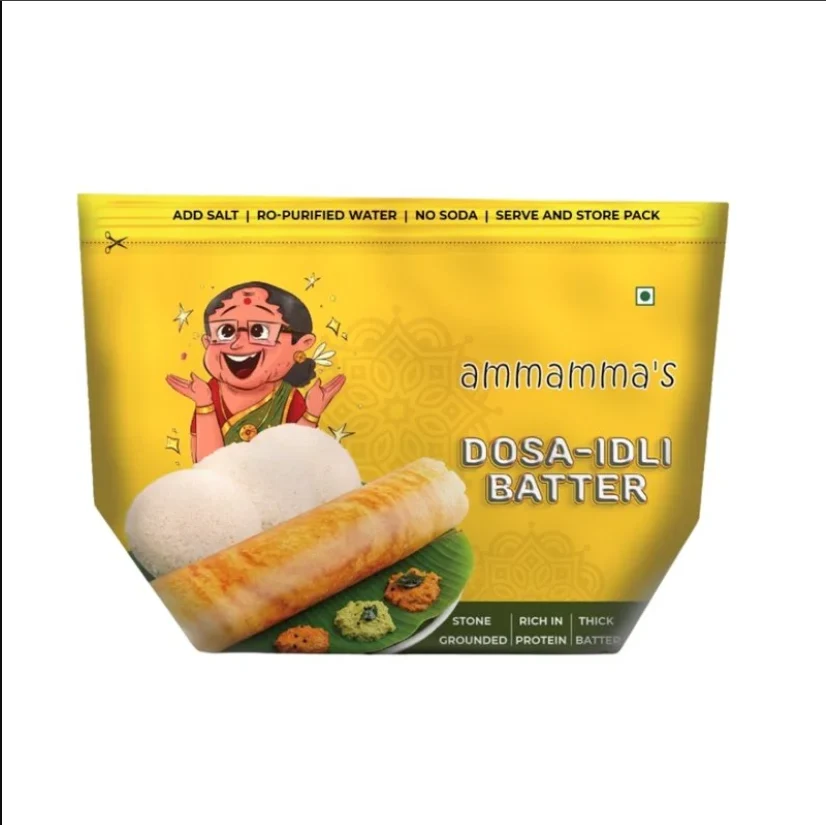 ADD SALT | RO-PURIFIED WATER | NO SODA | SERVE AND STORE PACK
ammamma's
DOSA-IDLI
BATTER
STONE | RICH IN | THICK
GROUNDED | PROTEIN | BATTER